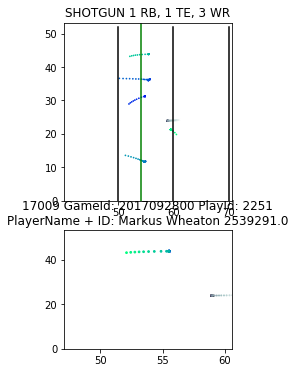 SHOTGUN 1 RB, 1 TE, 3 WR
50
40
30
20
10
0
50 60 70
17009 GameId: 2017092800 PlayId: 2251
PlayerName + ID: Markus Wheaton 2539291.0
40
20
0
50 55 60